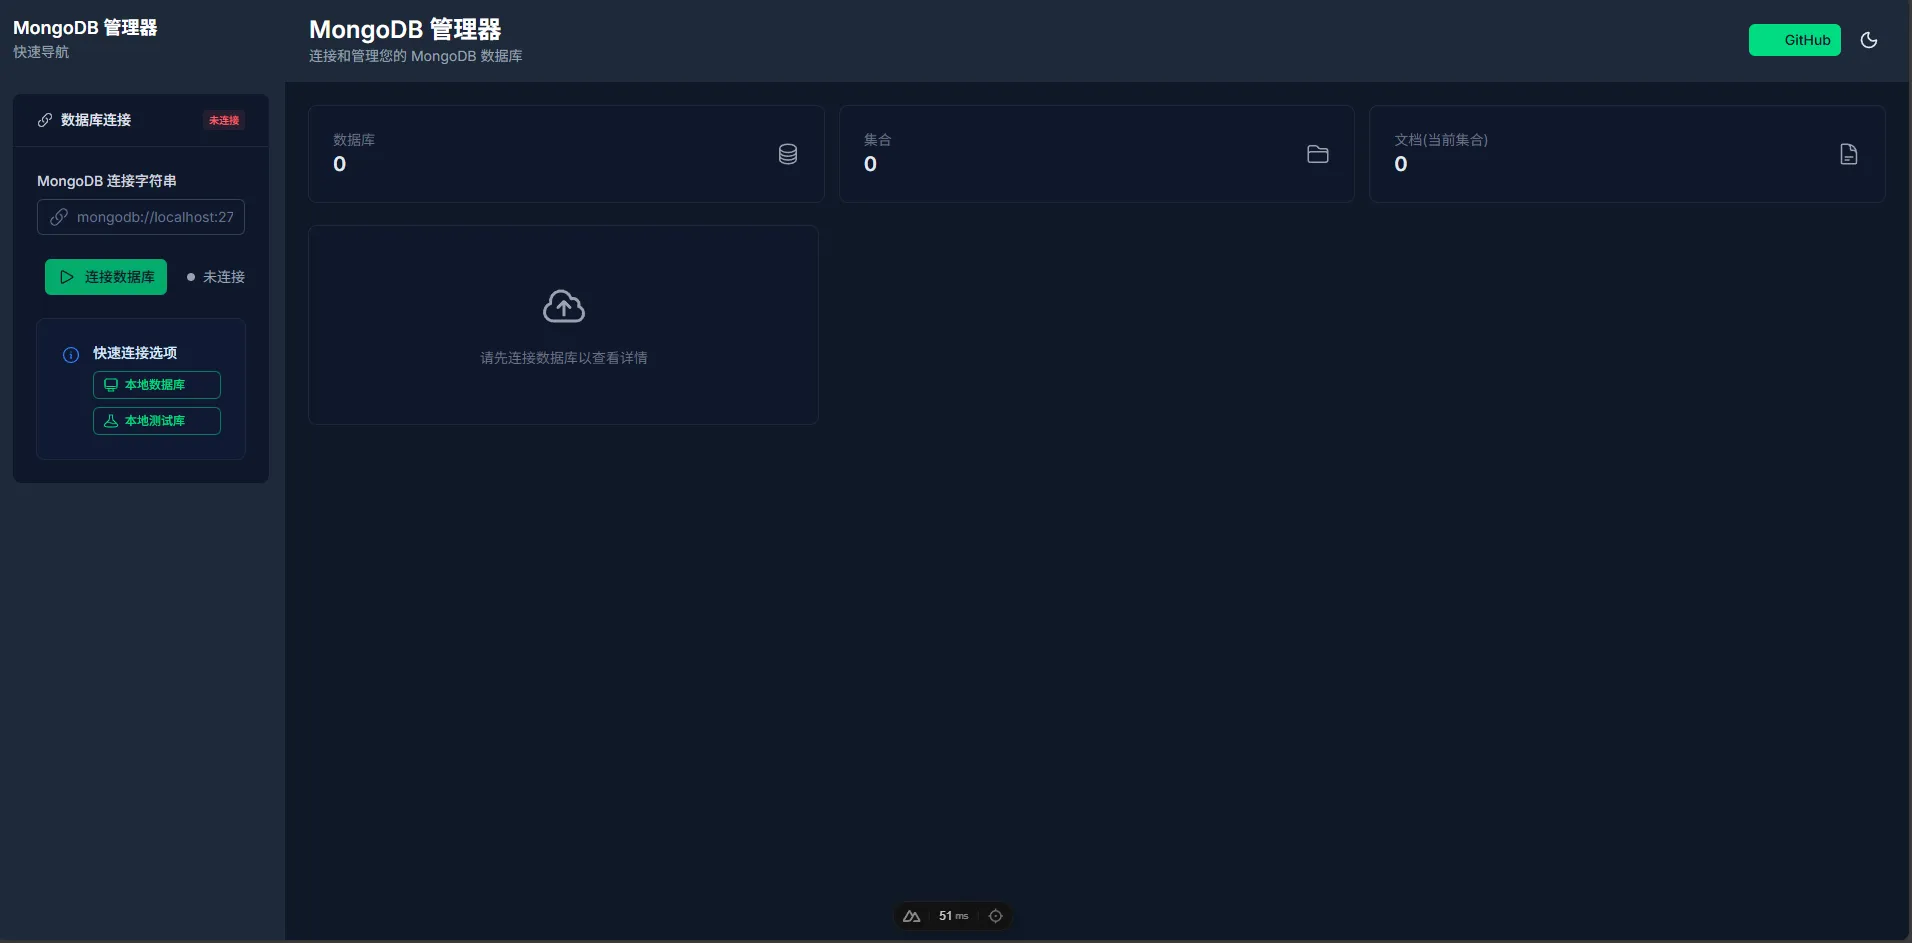 MongoDB 管理器
快速导航
MongoDB 管理器
连接和管理您的 MongoDB 数据库
GitHub
数据库连接
未连接
MongoDB 连接字符串
mongodb://localhost:27
连接数据库
未连接
快速连接选项
本地数据库
本地测试库
数据库
0
集合
0
文档(当前集合)
0
请先连接数据库以查看详情
51 ms